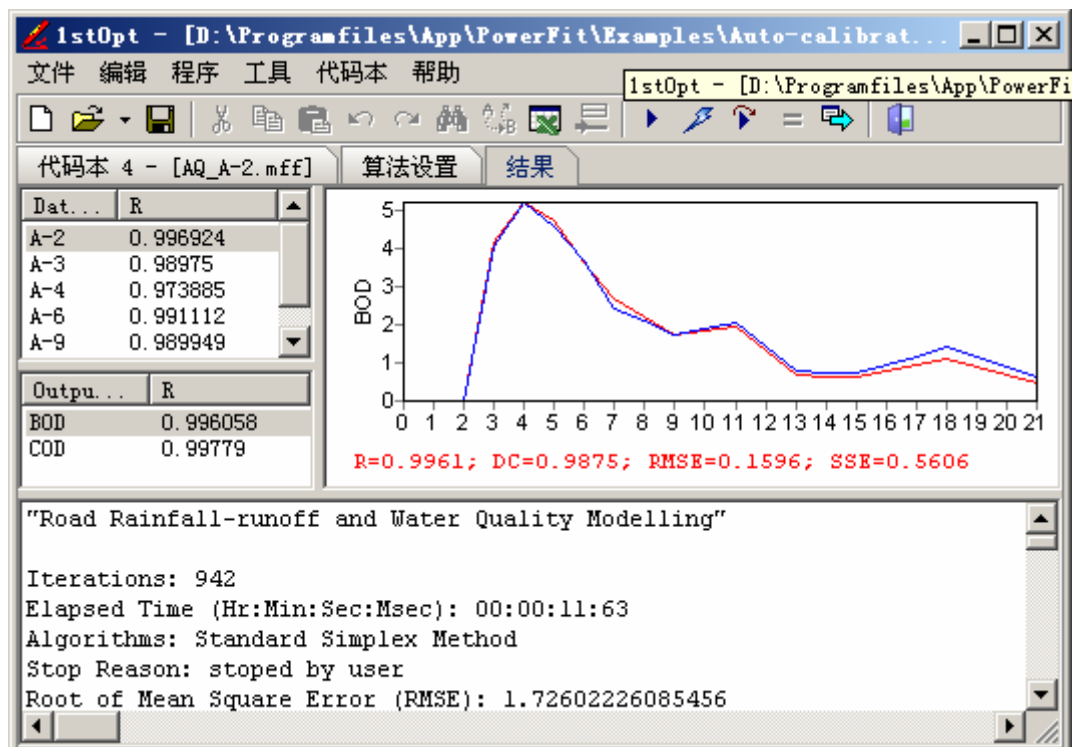 1stOpt - [D:\Programfiles\App\PowerFit\Examples\Auto-calibrat...
文件 编辑 程序 工具 代码本 帮助
1stOpt - [D:\Programfiles\App\PowerFi
代码本 4 - [AQ_A-2.mff] 算法设置 结果
Dat... R
A-2 0.996924
A-3 0.98975
A-4 0.973885
A-6 0.991112
A-9 0.989949
Outpu... R
BOD 0.996058
COD 0.99779
5
4
3
2
1
0
BOD
0 1 2 3 4 5 6 7 8 9 10 11 12 13 14 15 16 17 18 19 20 21
R=0.9961; DC=0.9875; RMSE=0.1596; SSE=0.5606
"Road Rainfall-runoff and Water Quality Modelling"
Iterations: 942
Elapsed Time (Hr:Min:Sec:Msec): 00:00:11:63
Algorithms: Standard Simplex Method
Stop Reason: stoped by user
Root of Mean Square Error (RMSE): 1.72602226085456